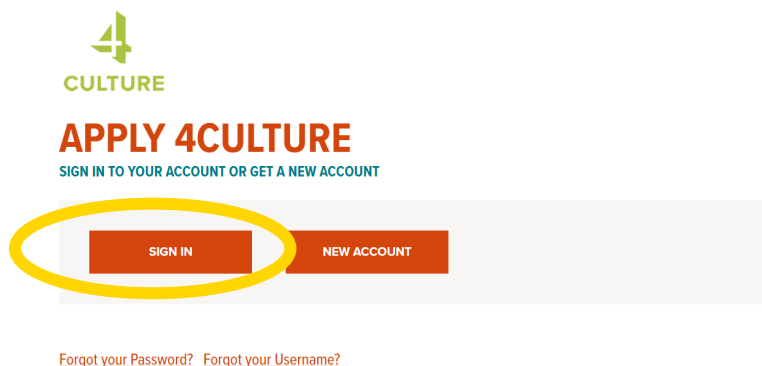 4
CULTURE
APPLY 4CULTURE
SIGN IN TO YOUR ACCOUNT OR GET A NEW ACCOUNT
SIGN IN NEW ACCOUNT
Forgot your Password? Forgot your Username?